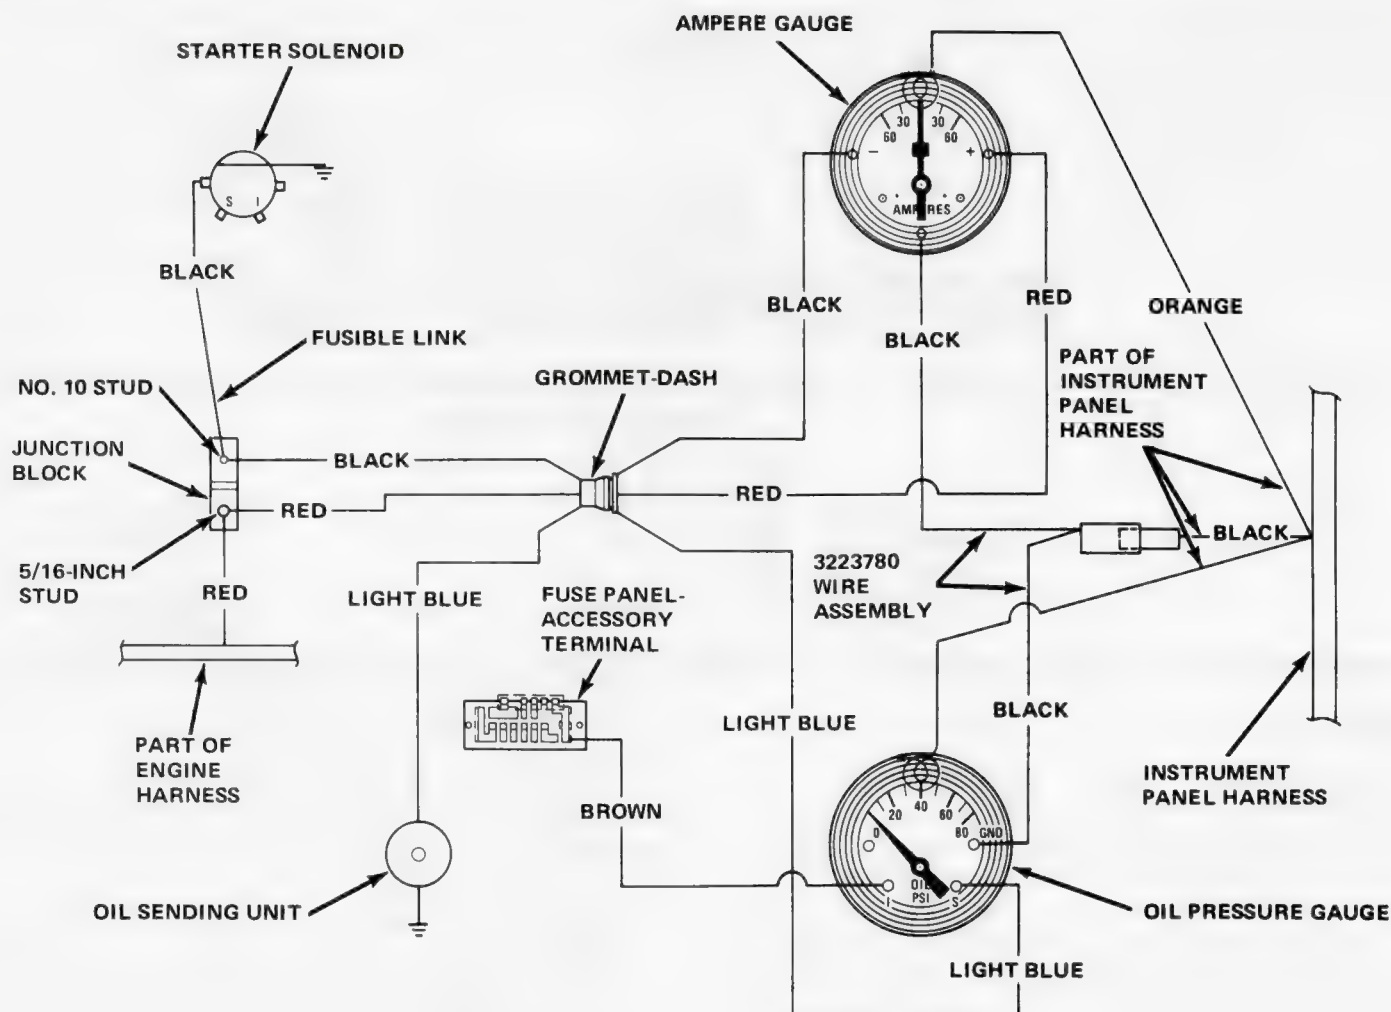 AMPERE GAUGE
STARTER SOLENOID
60
30
30
60
-
+
AMPERES
S I
BLACK
BLACK
RED
ORANGE
FUSIBLE LINK
BLACK
PART OF
INSTRUMENT
PANEL
HARNESS
NO. 10 STUD
GROMMET-DASH
JUNCTION
BLOCK
BLACK
RED
RED
BLACK
5/16-INCH
STUD
RED
LIGHT BLUE
FUSE PANEL-
ACCESSORY
TERMINAL
3223780
WIRE
ASSEMBLY
LIGHT BLUE
BLACK
PART OF
ENGINE
HARNESS
INSTRUMENT
PANEL HARNESS
BROWN
0
20
40
60
80
GND
OIL
PSI
I
S
OIL SENDING UNIT
OIL PRESSURE GAUGE
LIGHT BLUE